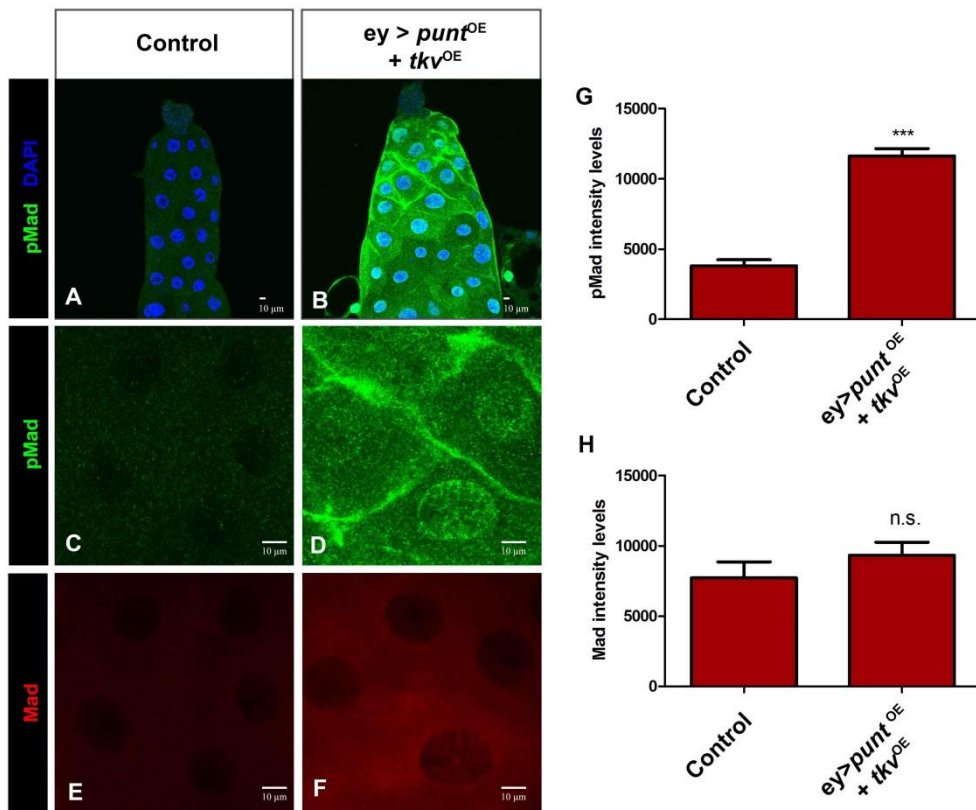 Control
ey > punt^OE
+ tkv^OE
pMad DAPI
A
10 μm
B
10 μm
pMad
C
10 μm
D
10 μm
Mad
E
10 μm
F
10 μm
G
pMad intensity levels
15000
10000
5000
0
***
Control
ey>punt^OE
+ tkv^OE
H
Mad intensity levels
15000
10000
5000
0
n.s.
Control
ey>punt^OE
+ tkv^OE